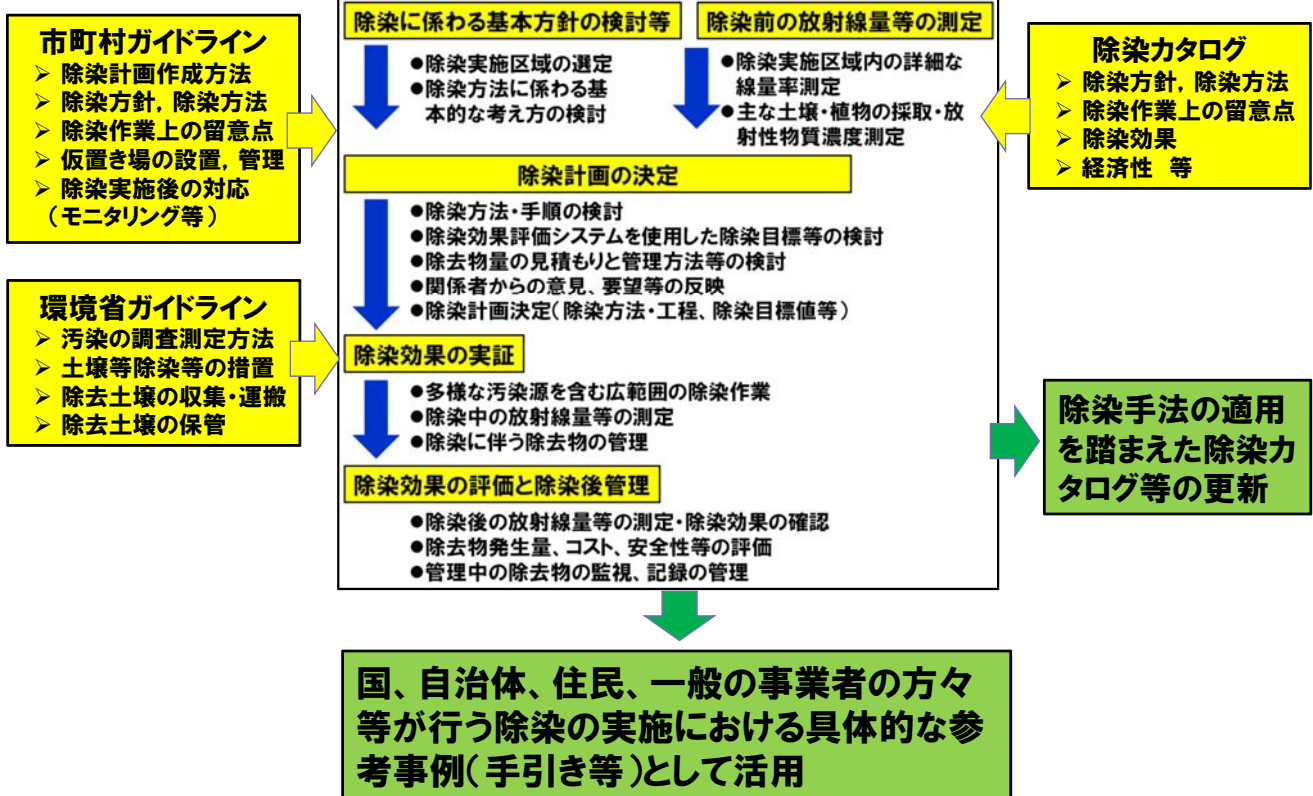 市町村ガイドライン
➢ 除染計画作成方法
➢ 除染方針，除染方法
➢ 除染作業上の留意点
➢ 仮置き場の設置，管理
➢ 除染実施後の対応
（モニタリング等）
環境省ガイドライン
➢ 汚染の調査測定方法
➢ 土壌等除染等の措置
➢ 除去土壌の収集・運搬
➢ 除去土壌の保管
除染に係わる基本方針の検討等
●除染実施区域の選定
●除染方法に係わる基
本的な考え方の検討
除染前の放射線量等の測定
●除染実施区域内の詳細な
線量率測定
●主な土壌・植物の採取・放
射性物質濃度測定
除染計画の決定
●除染方法・手順の検討
●除染効果評価システムを使用した除染目標等の検討
●除去物量の見積もりと管理方法等の検討
●関係者からの意見、要望等の反映
●除染計画決定（除染方法・工程、除染目標値等）
除染効果の実証
●多様な汚染源を含む広範囲の除染作業
●除染中の放射線量等の測定
●除染に伴う除去物の管理
除染効果の評価と除染後管理
●除染後の放射線量等の測定・除染効果の確認
●除去物発生量、コスト、安全性等の評価
●管理中の除去物の監視、記録の管理
除染カタログ
➢ 除染方針，除染方法
➢ 除染作業上の留意点
➢ 除染効果
➢ 経済性 等
除染手法の適用
を踏まえた除染カ
タログ等の更新
国、自治体、住民、一般の事業者の方々
等が行う除染の実施における具体的な参
考事例（手引き等）として活用